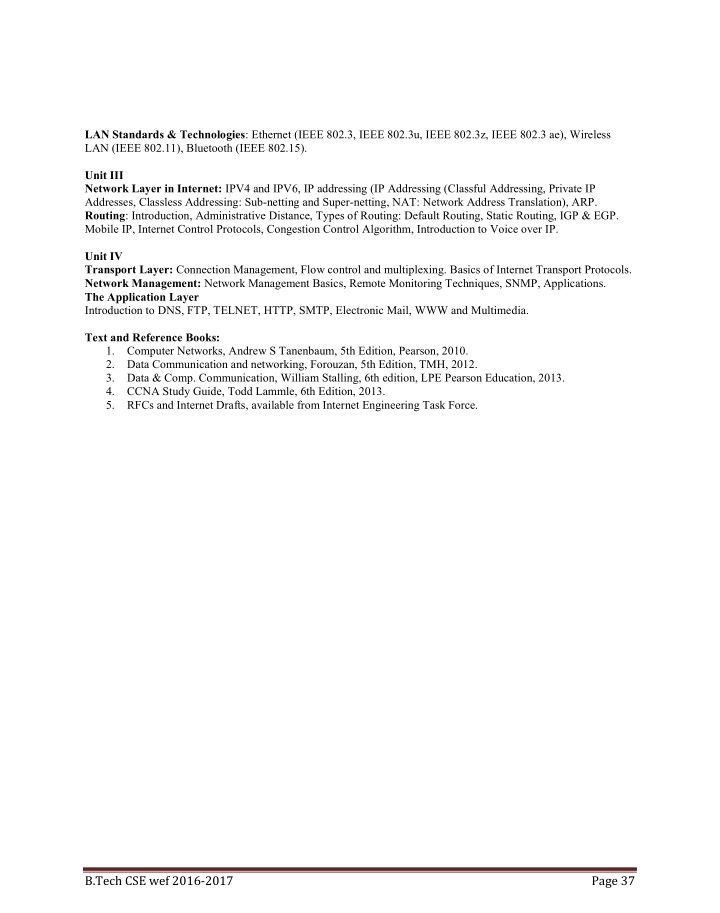 LAN Standards & Technologies: Ethernet (IEEE 802.3, IEEE 802.3u, IEEE 802.3z, IEEE 802.3 ae), Wireless
LAN (IEEE 802.11), Bluetooth (IEEE 802.15).
Unit III
Network Layer in Internet: IPV4 and IPV6, IP addressing (IP Addressing (Classful Addressing, Private IP
Addresses, Classless Addressing: Sub-netting and Super-netting, NAT: Network Address Translation), ARP.
Routing: Introduction, Administrative Distance, Types of Routing: Default Routing, Static Routing, IGP & EGP.
Mobile IP, Internet Control Protocols, Congestion Control Algorithm, Introduction to Voice over IP.
Unit IV
Transport Layer: Connection Management, Flow control and multiplexing. Basics of Internet Transport Protocols.
Network Management: Network Management Basics, Remote Monitoring Techniques, SNMP, Applications.
The Application Layer
Introduction to DNS, FTP, TELNET, HTTP, SMTP, Electronic Mail, WWW and Multimedia.
Text and Reference Books:
1. Computer Networks, Andrew S Tanenbaum, 5th Edition, Pearson, 2010.
2. Data Communication and networking, Forouzan, 5th Edition, TMH, 2012.
3. Data & Comp. Communication, William Stalling, 6th edition, LPE Pearson Education, 2013.
4. CCNA Study Guide, Todd Lammle, 6th Edition, 2013.
5. RFCs and Internet Drafts, available from Internet Engineering Task Force.
B.Tech CSE wef 2016-2017 Page 37